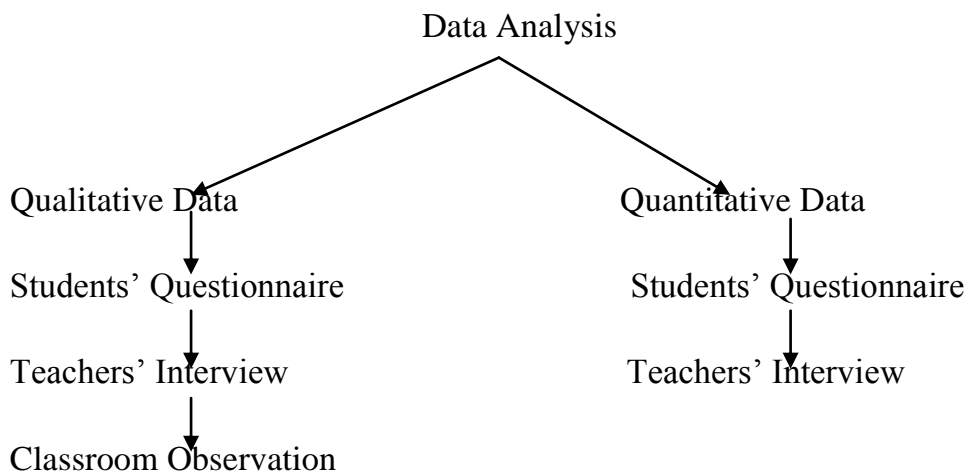 Data Analysis
Qualitative Data
Quantitative Data
Students’ Questionnaire
Students’ Questionnaire
Teachers’ Interview
Teachers’ Interview
Classroom Observation